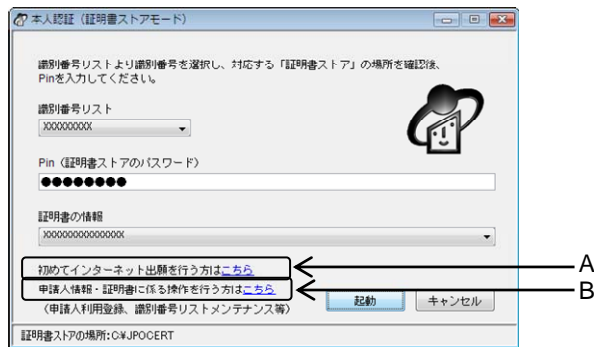 本人認証（証明書ストアモード）
識別番号リストより識別番号を選択し、対応する「証明書ストア」の場所を確認後、
Pinを入力してください。
識別番号リスト
XXXXXXXXX
Pin（証明書ストアのパスワード）
●●●●●●●●
証明書の情報
XXXXXXXXXXXXXXX
初めてインターネット出願を行う方はこちら
A
申請人情報・証明書に係る操作を行う方はこちら
B
（申請人利用登録、識別番号リストメンテナンス等）
起動
キャンセル
証明書ストアの場所:C:¥JPOCERT